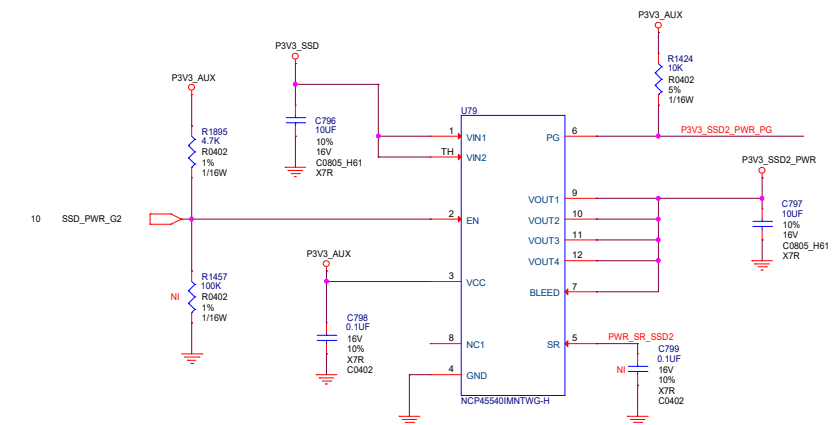 P3V3_AUX
P3V3_SSD
R1424
10K
R0402
5%
1/16W
P3V3_AUX
U79
C796
10UF
10%
16V
C0805_H61
X7R
R1895
4.7K
R0402
1%
1/16W
1 VIN1
TH VIN2
PG 6 P3V3_SSD2_PWR_PG
P3V3_SSD2_PWR
VOUT1 9
C797
10UF
10%
16V
C0805_H61
X7R
10 SSD_PWR_G2
2 EN
VOUT2 10
VOUT3 11
VOUT4 12
P3V3_AUX
3 VCC
BLEED 7
NI
R1457
100K
R0402
1%
1/16W
C798
0.1UF
16V
10%
X7R
C0402
8 NC1
SR 5 PWR_SR_SSD2
4 GND
NI
C799
0.1UF
16V
10%
X7R
C0402
NCP45540IMNTWG-H